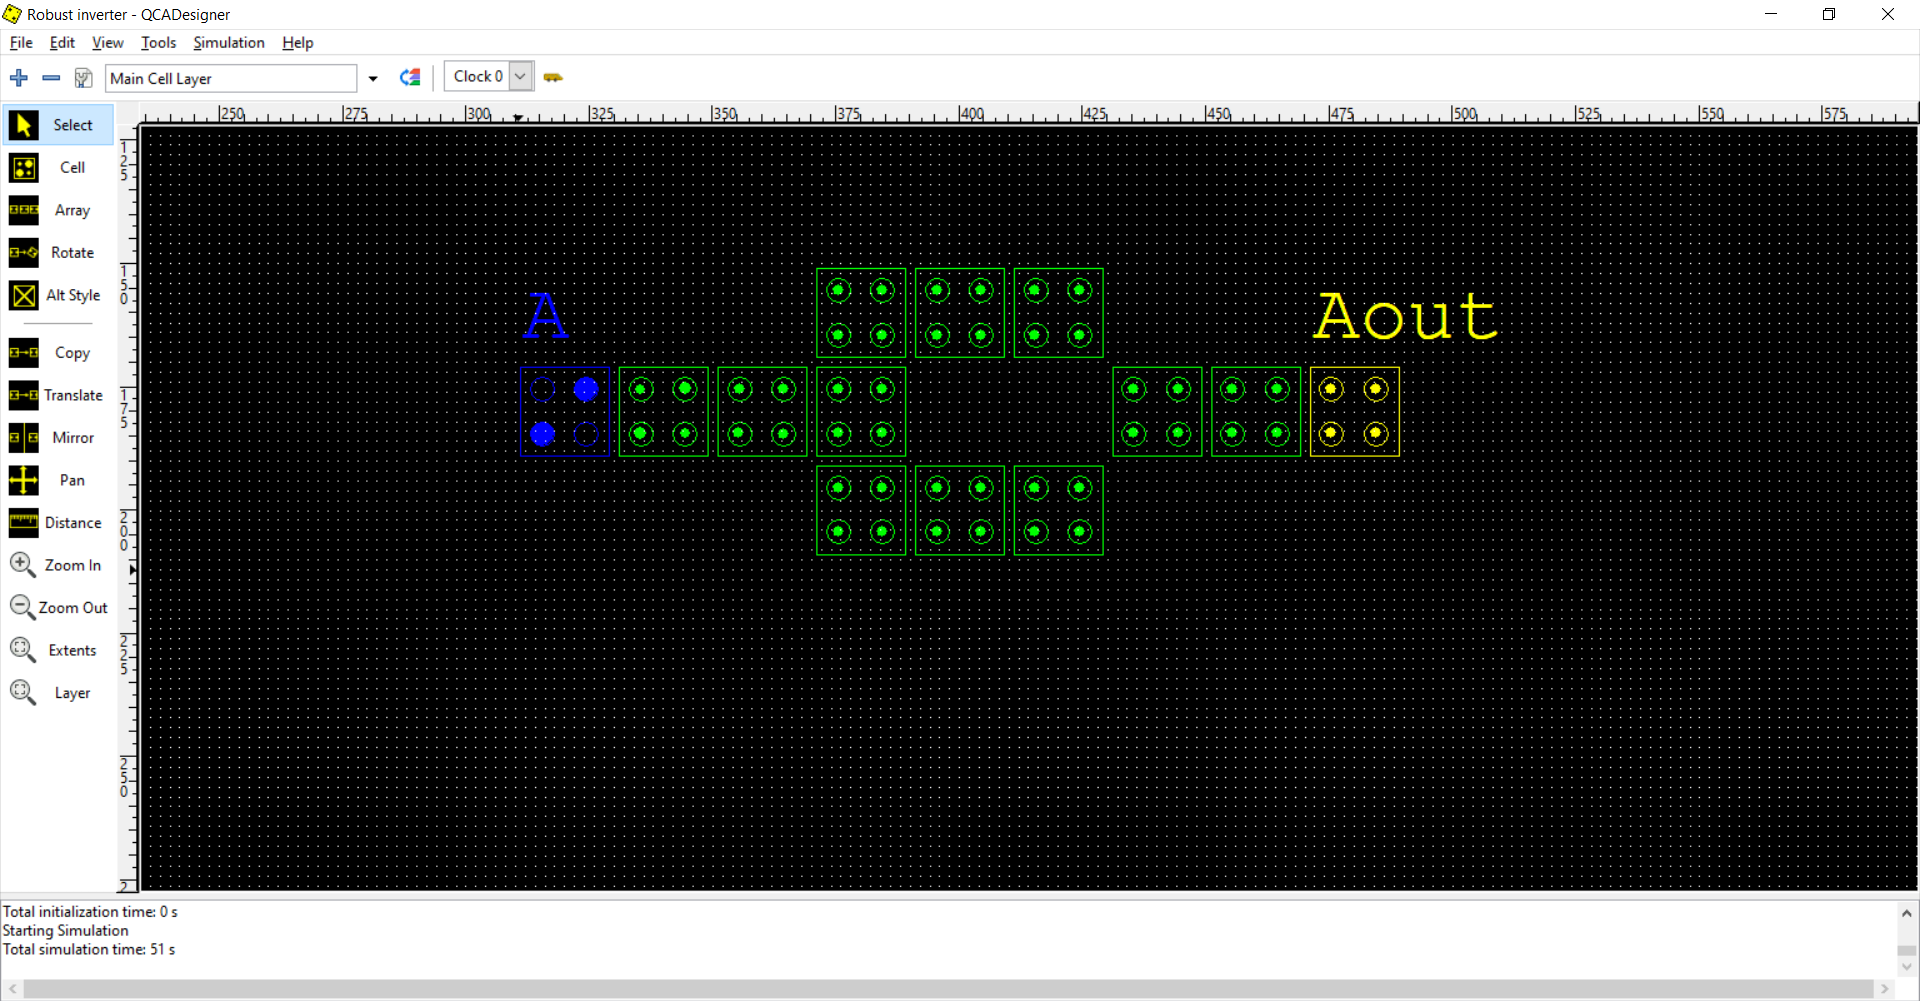 Robust inverter - QCADesigner
File Edit View Tools Simulation Help
Main Cell Layer
Clock 0
250 275 300 325 350 375 400 425 450 475 500 525 550 575
Select
Cell
Array
Rotate
Alt Style
Copy
Translate
Mirror
Pan
Distance
Zoom In
Zoom Out
Extents
Layer
125
150
175
200
225
250
2
A
Aout
Total initialization time: 0 s
Starting Simulation
Total simulation time: 51 s